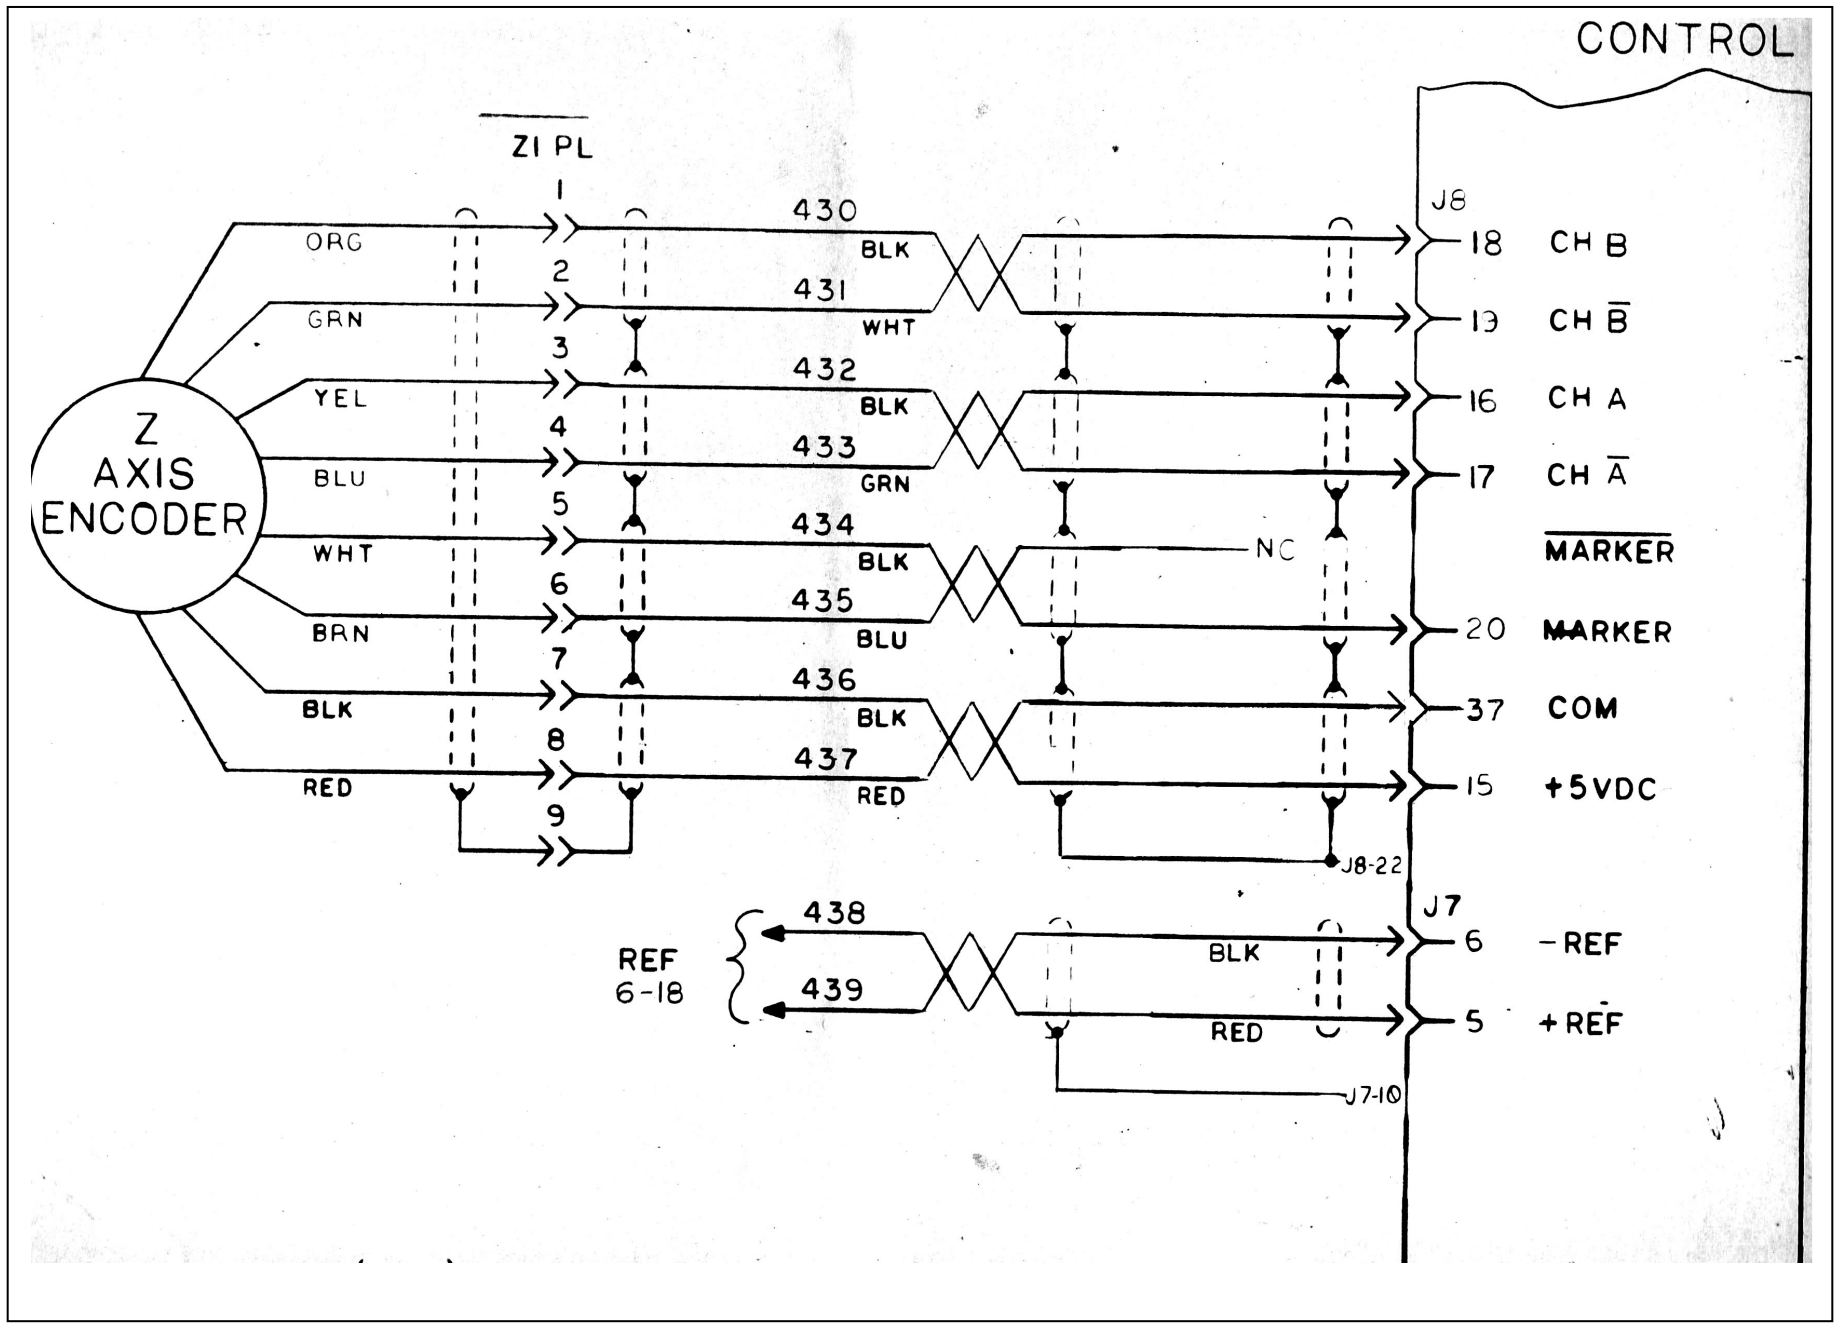 CONTROL
Z1 PL
1
430
J8
ORG
BLK
18 CH B
2
431
GRN
WHT
19 CH B̅
3
432
YEL
BLK
16 CH A
4
433
BLU
GRN
17 CH A̅
Z
AXIS
ENCODER
5
434
WHT
BLK
NC
M̅A̅R̅K̅E̅R̅
6
435
BRN
BLU
20 MARKER
7
436
BLK
BLK
37 COM
8
437
RED
RED
15 +5VDC
9
J8-22
J7
438
REF
6-18
BLK
6 -REF
439
RED
5 +REF
J7-10